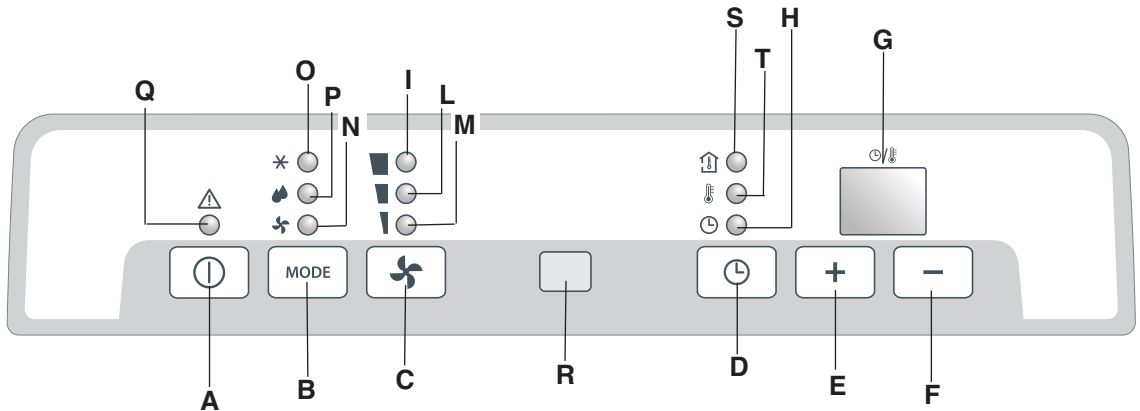 S H
G
O I T
Q P L
N M
MODE
R D E F
A B C